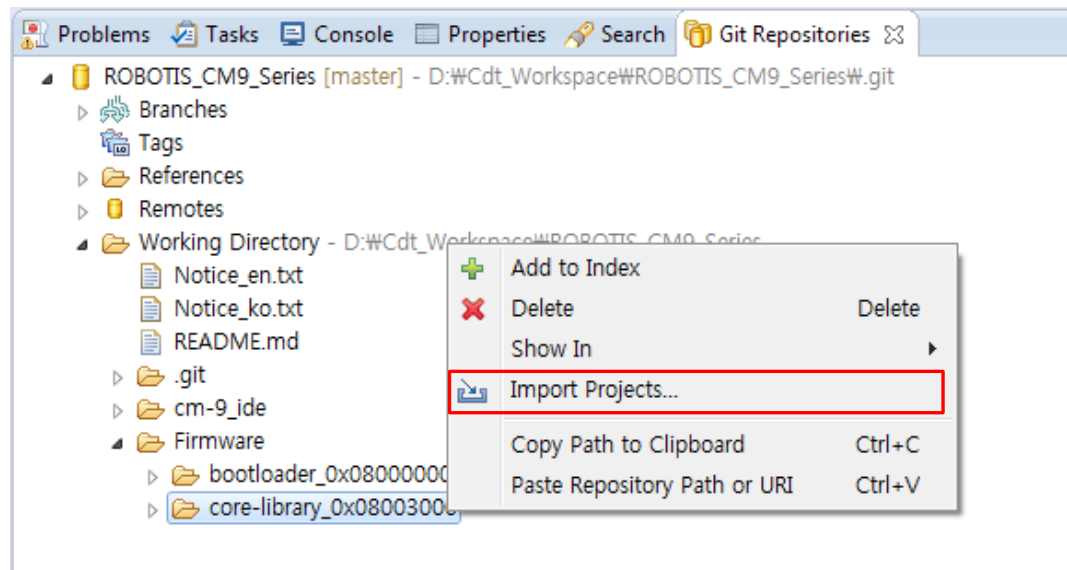 Problems Tasks Console Properties Search Git Repositories
ROBOTIS_CM9_Series [master] - D:₩Cdt_Workspace₩ROBOTIS_CM9_Series₩.git
Branches
Tags
References
Remotes
Working Directory - D:₩Cdt_Workspace₩ROBOTIS_CM9_Series
Notice_en.txt
Notice_ko.txt
README.md
.git
cm-9_ide
Firmware
bootloader_0x08000000
core-library_0x08003000
Add to Index
Delete Delete
Show In
Import Projects...
Copy Path to Clipboard Ctrl+C
Paste Repository Path or URI Ctrl+V